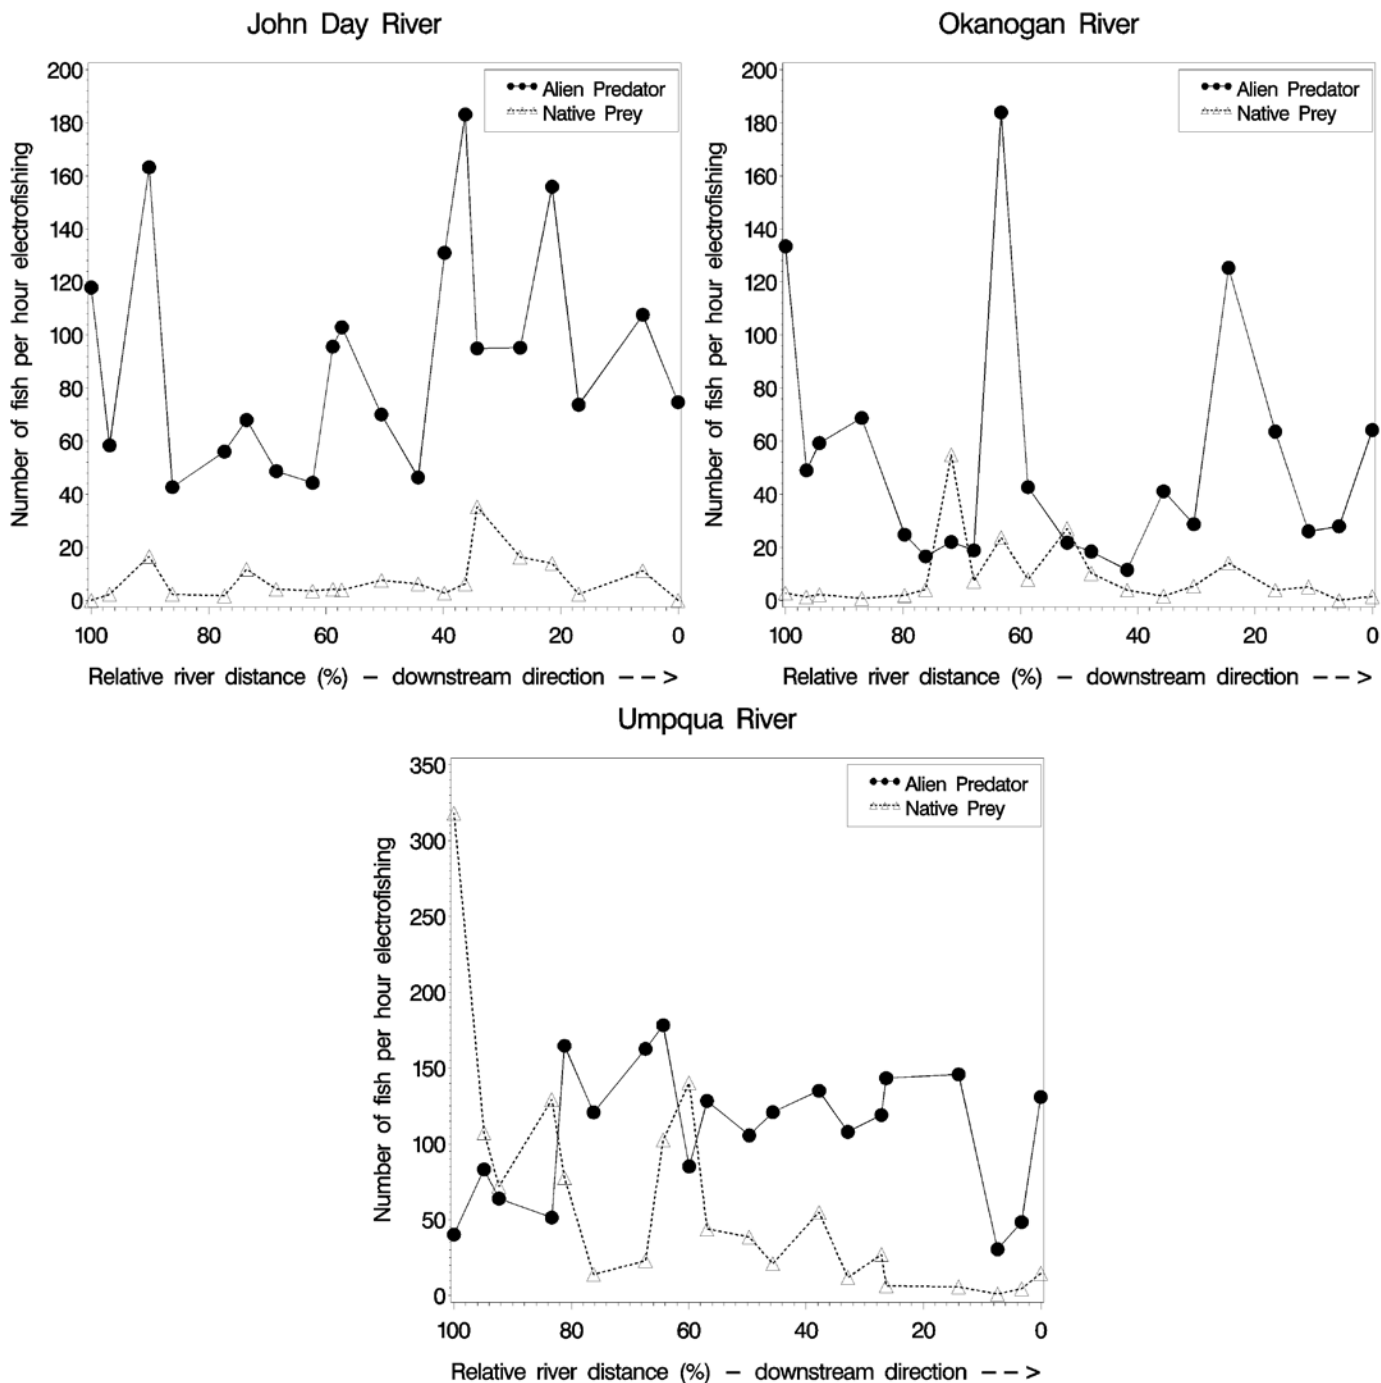 John Day River
Okanogan River
Number of fish per hour electrofishing
200
180
160
140
120
100
80
60
40
20
0
Alien Predator
Native Prey
100 80 60 40 20 0
Relative river distance (%) – downstream direction – – >
Number of fish per hour electrofishing
200
180
160
140
120
100
80
60
40
20
0
Alien Predator
Native Prey
100 80 60 40 20 0
Relative river distance (%) – downstream direction – – >
Umpqua River
Number of fish per hour electrofishing
350
300
250
200
150
100
50
0
Alien Predator
Native Prey
100 80 60 40 20 0
Relative river distance (%) – downstream direction – – >